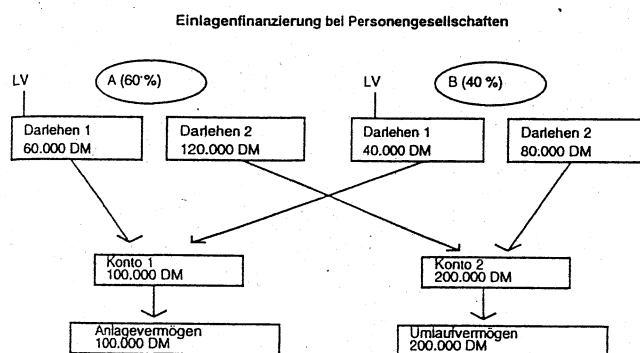 Einlagenfinanzierung bei Personengesellschaften
LV
A (60 %)
LV
B (40 %)
Darlehen 1
60.000 DM
Darlehen 2
120.000 DM
Darlehen 1
40.000 DM
Darlehen 2
80.000 DM
Konto 1
100.000 DM
Konto 2
200.000 DM
Anlagevermögen
100.000 DM
Umlaufvermögen
200.000 DM